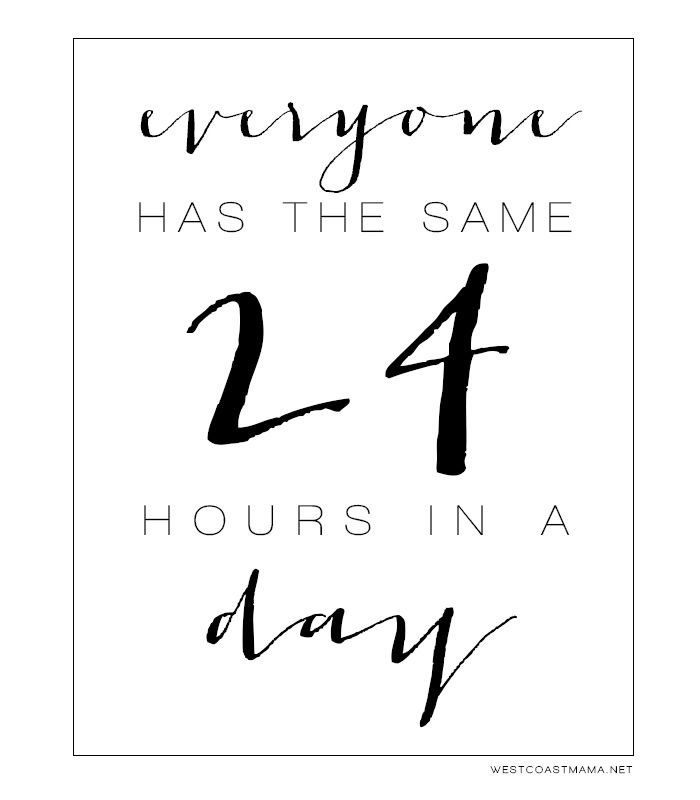 everyone
HAS THE SAME
24
HOURS IN A
day
WESTCOASTMAMA.NET